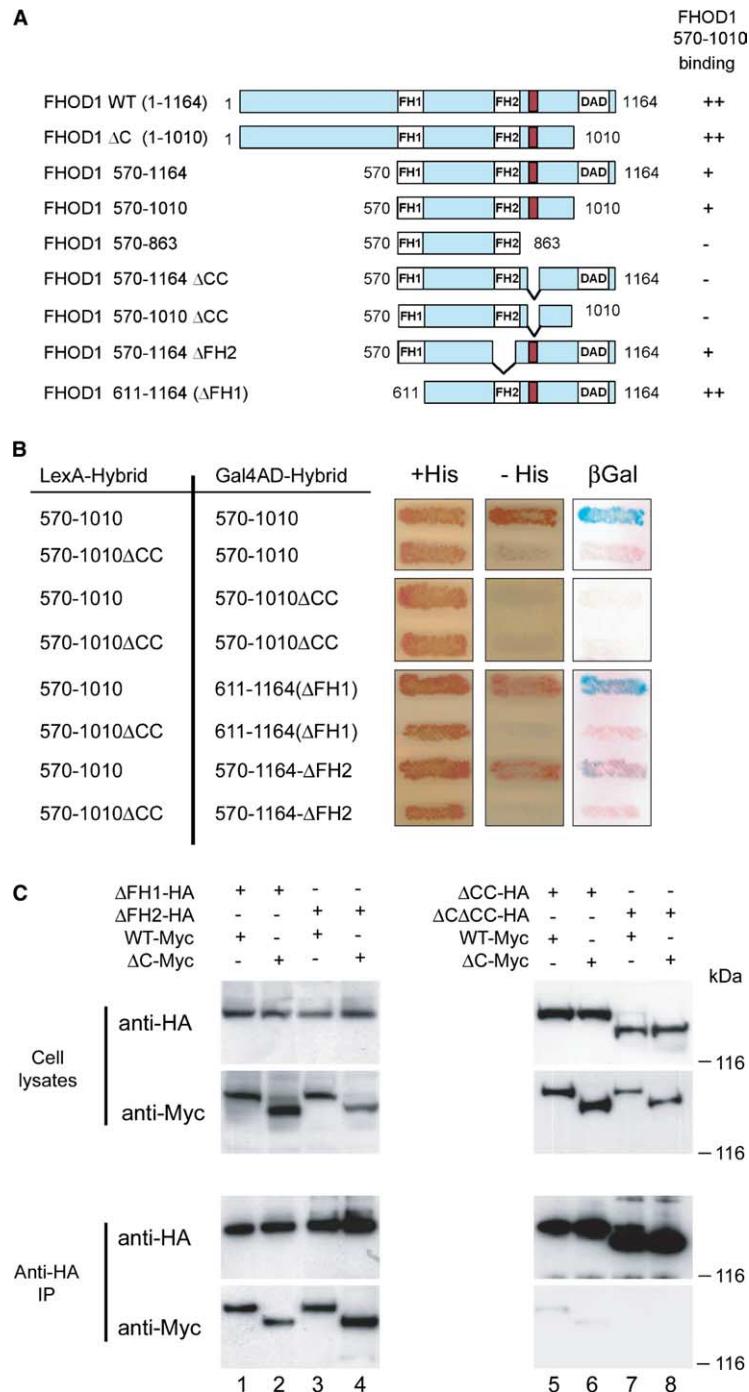 A
FHOD1
570-1010
binding
FHOD1 WT (1-1164) 1 FH1 FH2 DAD 1164 ++
FHOD1 ΔC (1-1010) 1 FH1 FH2 1010 ++
FHOD1 570-1164 570 FH1 FH2 DAD 1164 +
FHOD1 570-1010 570 FH1 FH2 1010 +
FHOD1 570-863 570 FH1 FH2 863 -
FHOD1 570-1164 ΔCC 570 FH1 FH2 DAD 1164 -
FHOD1 570-1010 ΔCC 570 FH1 FH2 1010 -
FHOD1 570-1164 ΔFH2 570 FH1 DAD 1164 +
FHOD1 611-1164 (ΔFH1) 611 FH2 DAD 1164 ++
B
LexA-Hybrid Gal4AD-Hybrid +His - His βGal
570-1010 570-1010
570-1010ΔCC 570-1010
570-1010 570-1010ΔCC
570-1010ΔCC 570-1010ΔCC
570-1010 611-1164(ΔFH1)
570-1010ΔCC 611-1164(ΔFH1)
570-1010 570-1164-ΔFH2
570-1010ΔCC 570-1164-ΔFH2
C
ΔFH1-HA + + - - ΔCC-HA + + - -
ΔFH2-HA - - + + ΔCΔCC-HA - - + +
WT-Myc + - + - WT-Myc + - + -
ΔC-Myc - + - + ΔC-Myc - + - +
kDa
Cell
lysates
anti-HA
– 116
anti-Myc
– 116
Anti-HA
IP
anti-HA
– 116
anti-Myc
– 116
1 2 3 4 5 6 7 8